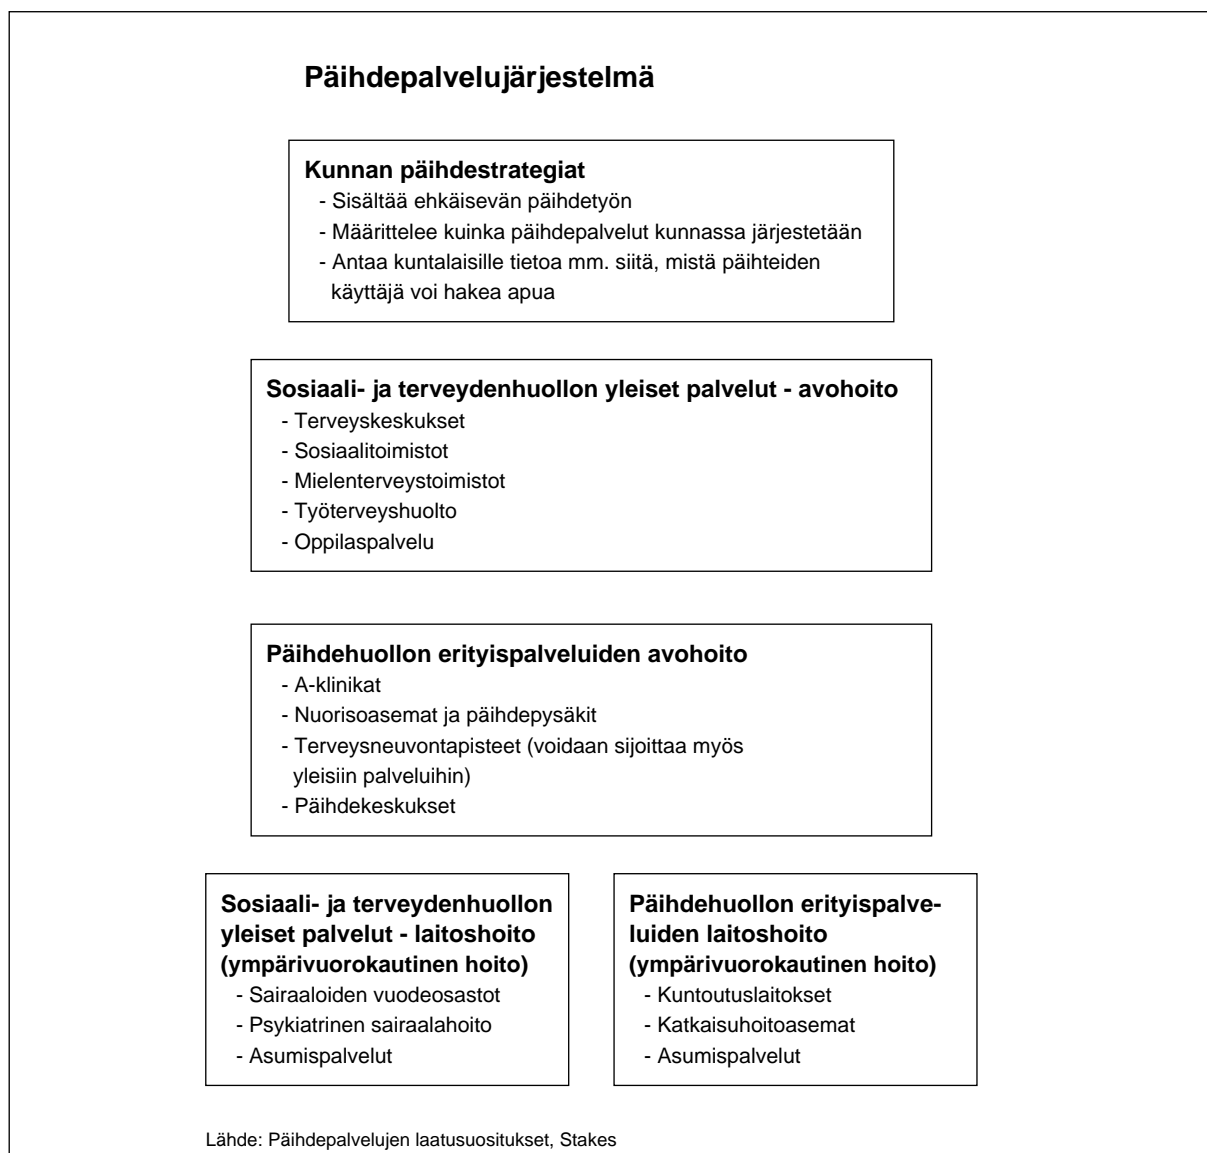 Päihdepalvelujärjestelmä
Kunnan päihdestrategiat
- Sisältää ehkäisevän päihdetyön
- Määrittelee kuinka päihdepalvelut kunnassa järjestetään
- Antaa kuntalaisille tietoa mm. siitä, mistä päihteiden
käyttäjä voi hakea apua
Sosiaali- ja terveydenhuollon yleiset palvelut - avohoito
- Terveyskeskukset
- Sosiaalitoimistot
- Mielenterveystoimistot
- Työterveyshuolto
- Oppilaspalvelu
Päihdehuollon erityispalveluiden avohoito
- A-klinikat
- Nuorisoasemat ja päihdepysäkit
- Terveysneuvontapisteet (voidaan sijoittaa myös
yleisiin palveluihin)
- Päihdekeskukset
Sosiaali- ja terveydenhuollon
yleiset palvelut - laitoshoito
(ympärivuorokautinen hoito)
- Sairaaloiden vuodeosastot
- Psykiatrinen sairaalahoito
- Asumispalvelut
Päihdehuollon erityispalve-
luiden laitoshoito
(ympärivuorokautinen hoito)
- Kuntoutuslaitokset
- Katkaisuhoitoasemat
- Asumispalvelut
Lähde: Päihdepalvelujen laatusuositukset, Stakes